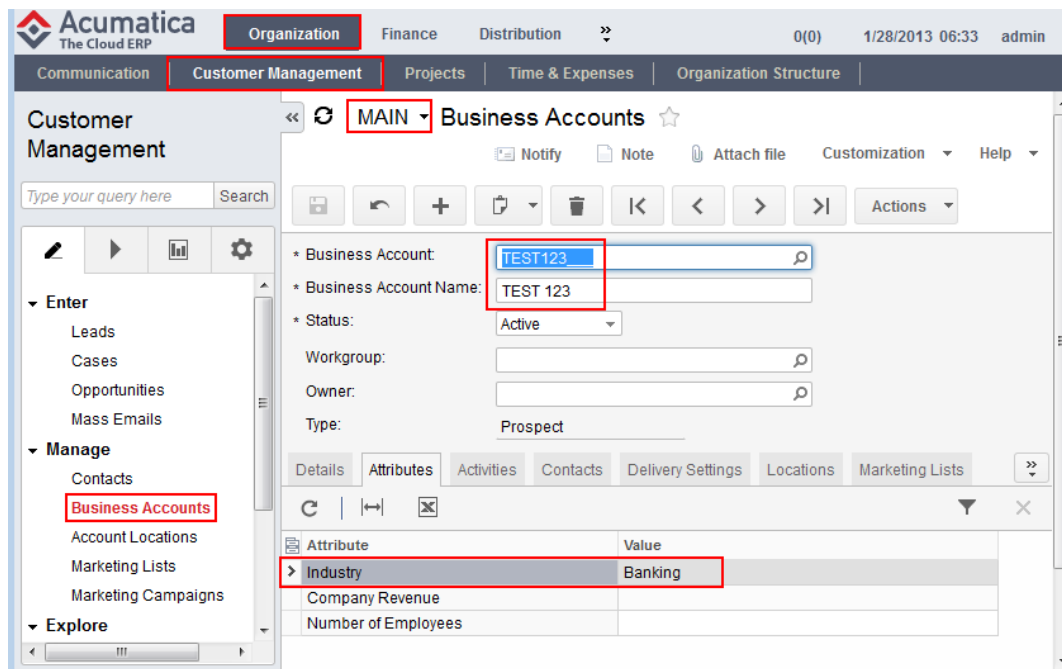 Acumatica
The Cloud ERP
Organization Finance Distribution 0(0) 1/28/2013 06:33 admin
Communication Customer Management Projects Time & Expenses Organization Structure
Customer
Management
Type your query here Search
Enter
Leads
Cases
Opportunities
Mass Emails
Manage
Contacts
Business Accounts
Account Locations
Marketing Lists
Marketing Campaigns
Explore
MAIN Business Accounts
Notify Note Attach file Customization Help
Actions
* Business Account: TEST123___
* Business Account Name: TEST 123
* Status: Active
Workgroup:
Owner:
Type: Prospect
Details Attributes Activities Contacts Delivery Settings Locations Marketing Lists
Attribute Value
Industry Banking
Company Revenue
Number of Employees